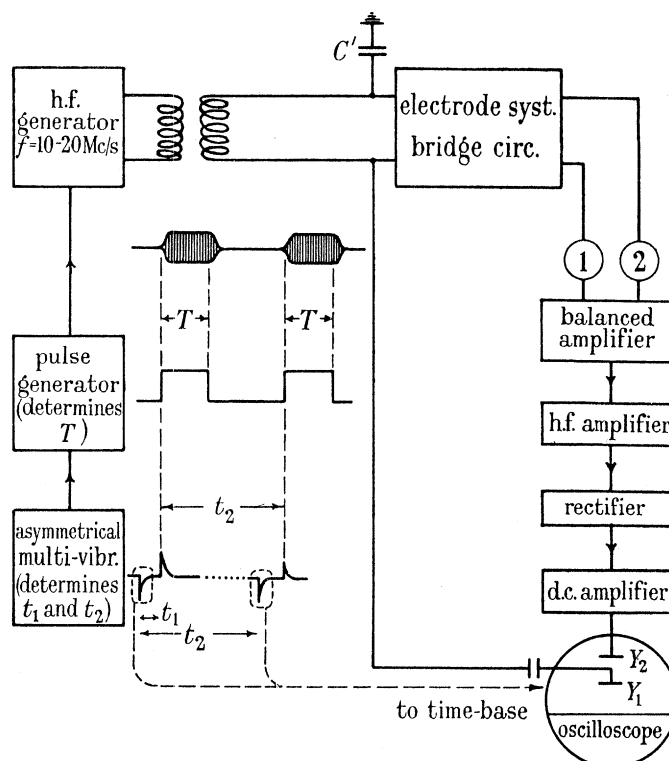 C'
h.f.
generator
f=10-20Mc/s
electrode syst.
bridge circ.
1
2
T
T
balanced
amplifier
pulse
generator
(determines
T)
h.f. amplifier
t₂
rectifier
asymmetrical
multi-vibr.
(determines
t₁ and t₂)
t₁
t₂
d.c. amplifier
Y₂
Y₁
to time-base
oscilloscope